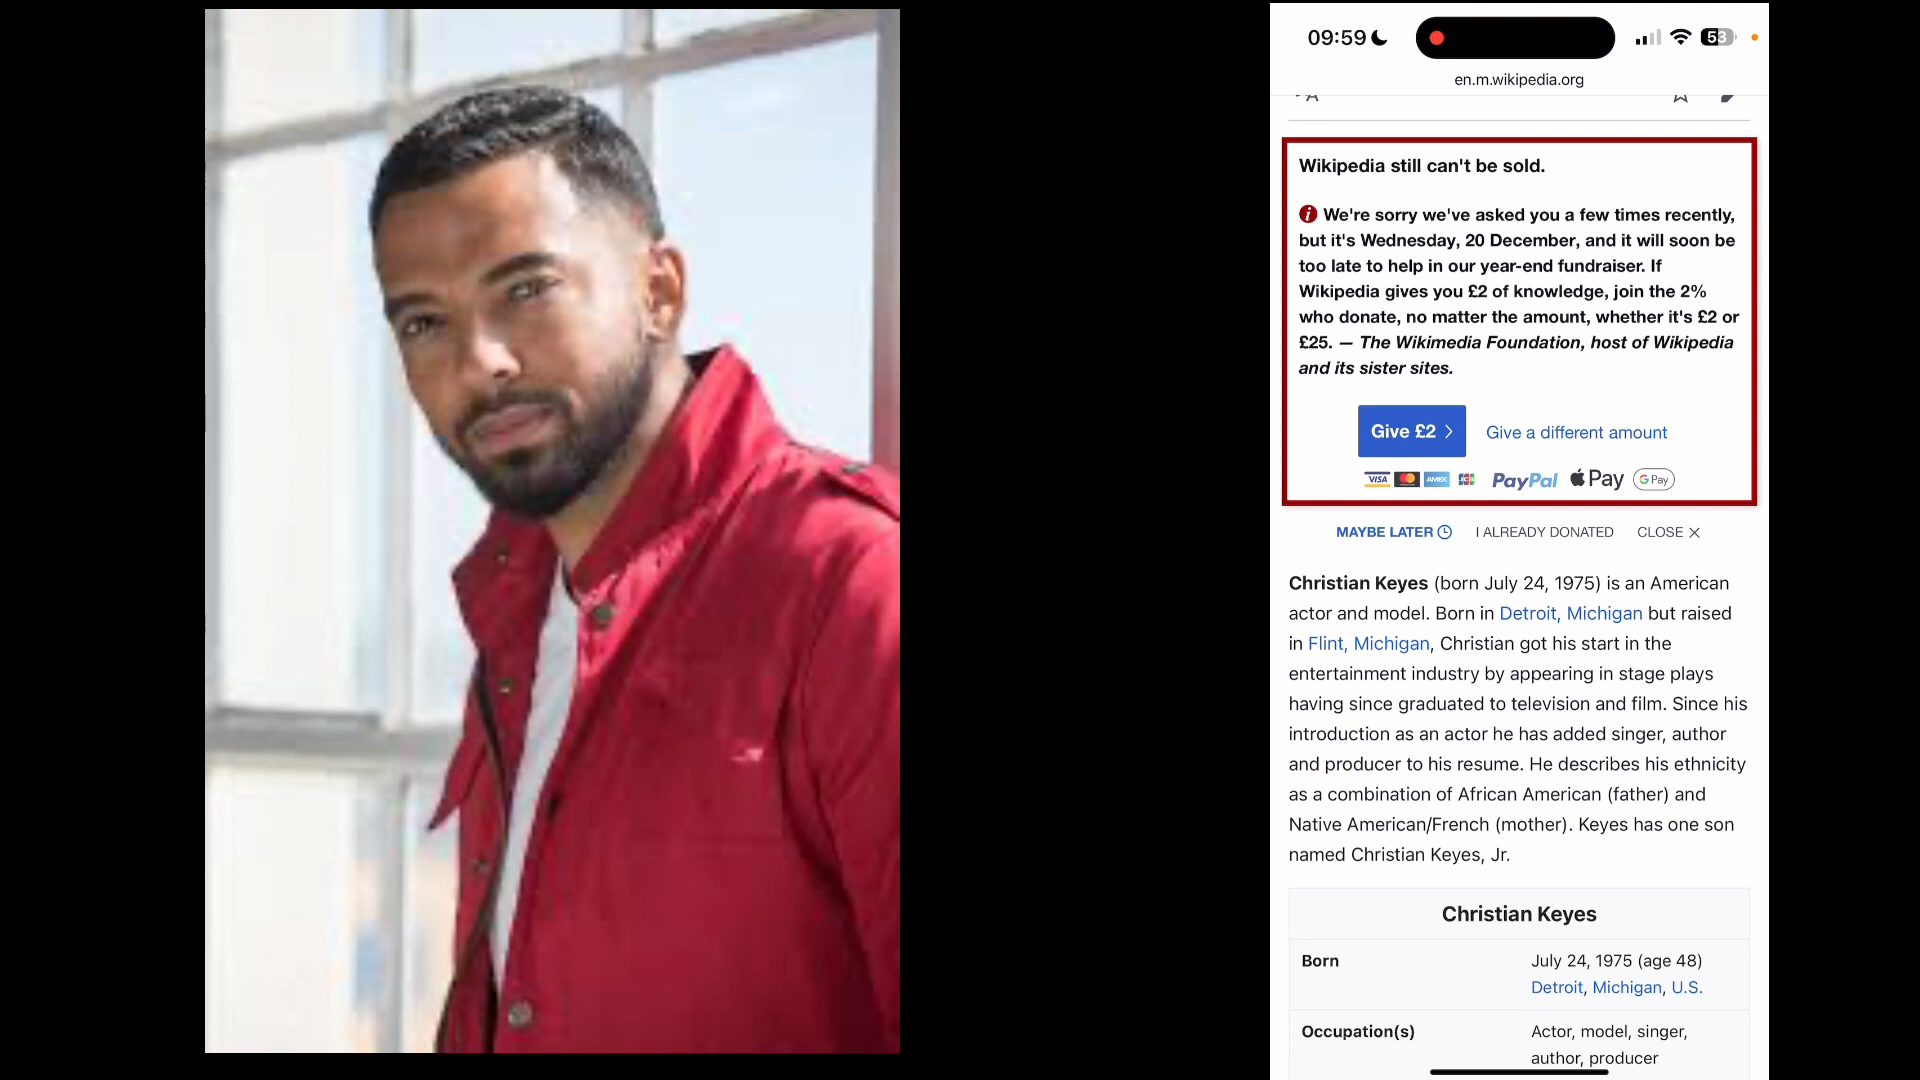 09:59
53
en.m.wikipedia.org
Wikipedia still can't be sold.
We're sorry we've asked you a few times recently,
but it's Wednesday, 20 December, and it will soon be
too late to help in our year-end fundraiser. If
Wikipedia gives you £2 of knowledge, join the 2%
who donate, no matter the amount, whether it's £2 or
£25. — The Wikimedia Foundation, host of Wikipedia
and its sister sites.
Give £2 Give a different amount
VISA AMEX JCB PayPal Pay G Pay
MAYBE LATER I ALREADY DONATED CLOSE
Christian Keyes (born July 24, 1975) is an American
actor and model. Born in Detroit, Michigan but raised
in Flint, Michigan, Christian got his start in the
entertainment industry by appearing in stage plays
having since graduated to television and film. Since his
introduction as an actor he has added singer, author
and producer to his resume. He describes his ethnicity
as a combination of African American (father) and
Native American/French (mother). Keyes has one son
named Christian Keyes, Jr.
Christian Keyes
Born July 24, 1975 (age 48)
Detroit, Michigan, U.S.
Occupation(s) Actor, model, singer,
author, producer